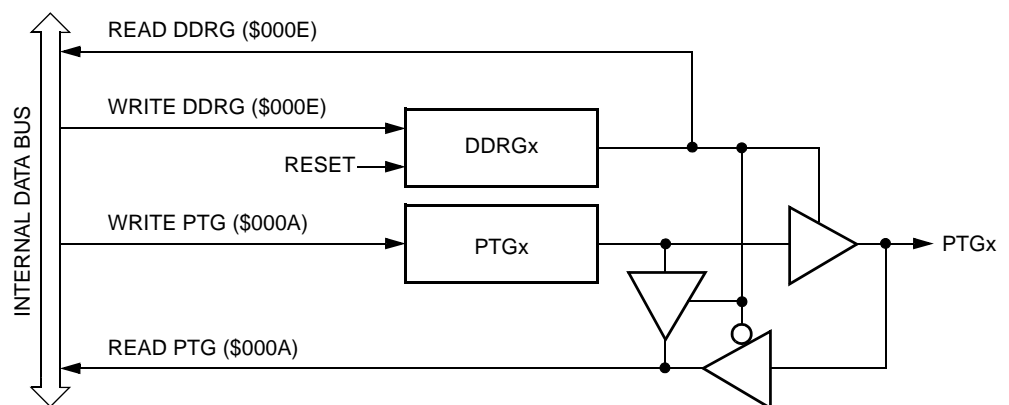 READ DDRG ($000E)
WRITE DDRG ($000E)
DDRGx
RESET
INTERNAL DATA BUS
WRITE PTG ($000A)
PTGx
PTGx
READ PTG ($000A)